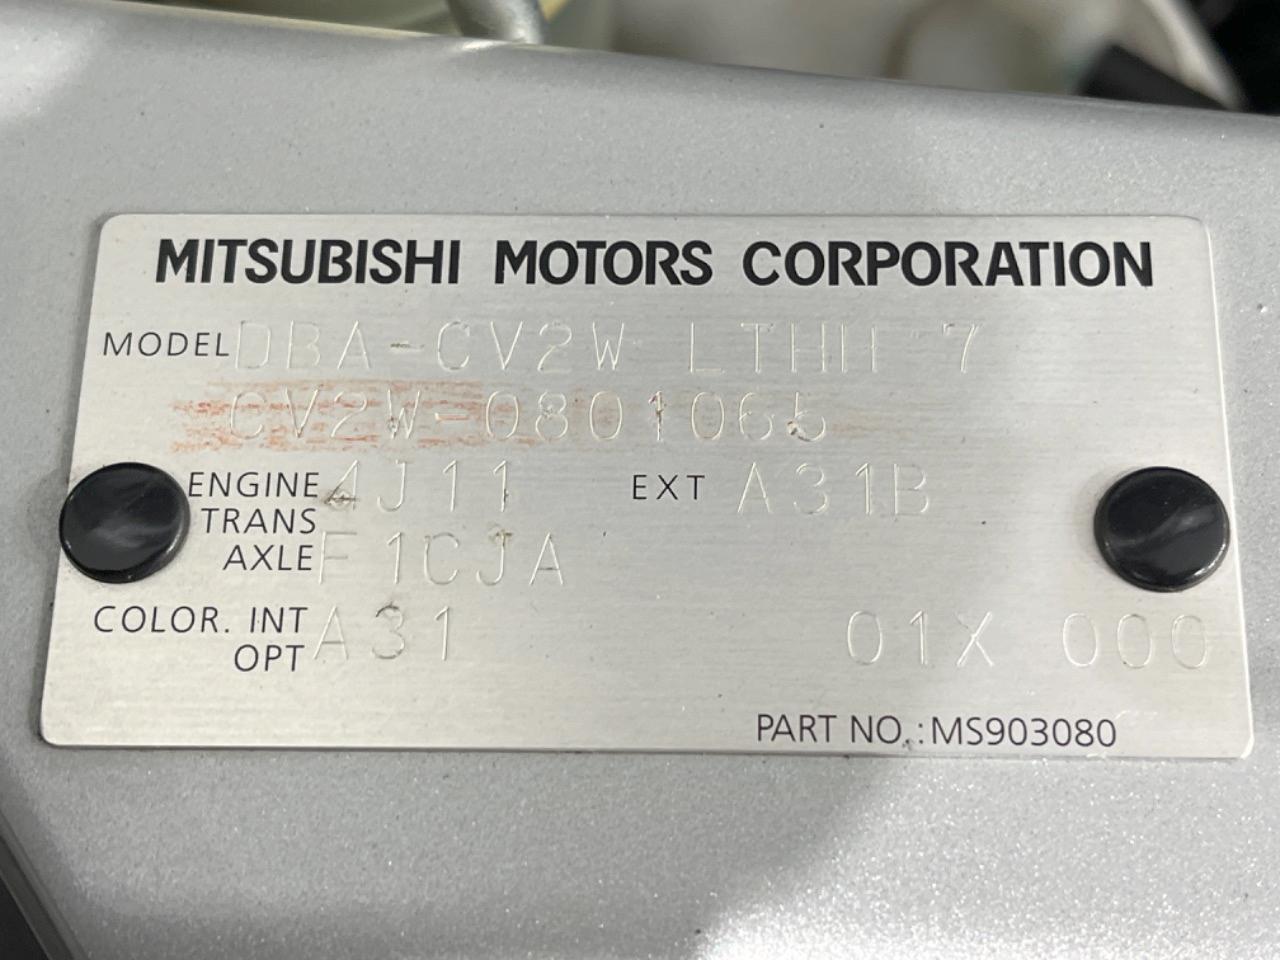 MITSUBISHI MOTORS CORPORATION
MODEL DBA-CV2W LTHH 7
CV2W-0801065
ENGINE 4J11 EXT A31B
TRANS
AXLE F1CJA
COLOR. INT A31 01X 000
OPT
PART NO.:MS903080